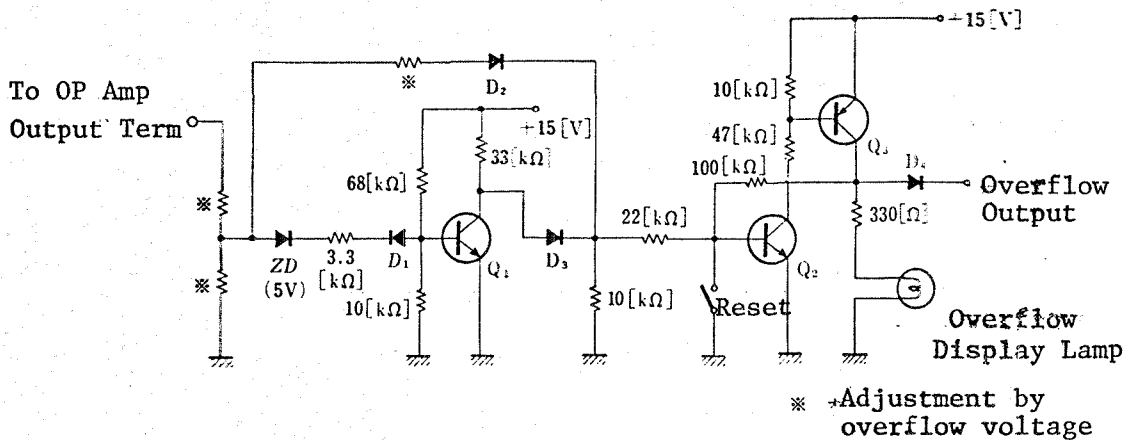 +15[V]
To OP Amp
Output Term
※
D₂
10[kΩ]
+15[V]
Q₃
33[kΩ]
47[kΩ]
100[kΩ]
68[kΩ]
D₄
Overflow
Output
※
22[kΩ]
330[Ω]
ZD
(5V)
3.3
[kΩ]
D₁
Q₁
D₃
Q₂
※
10[kΩ]
10[kΩ]
Reset
Overflow
Display Lamp
※ Adjustment by
overflow voltage